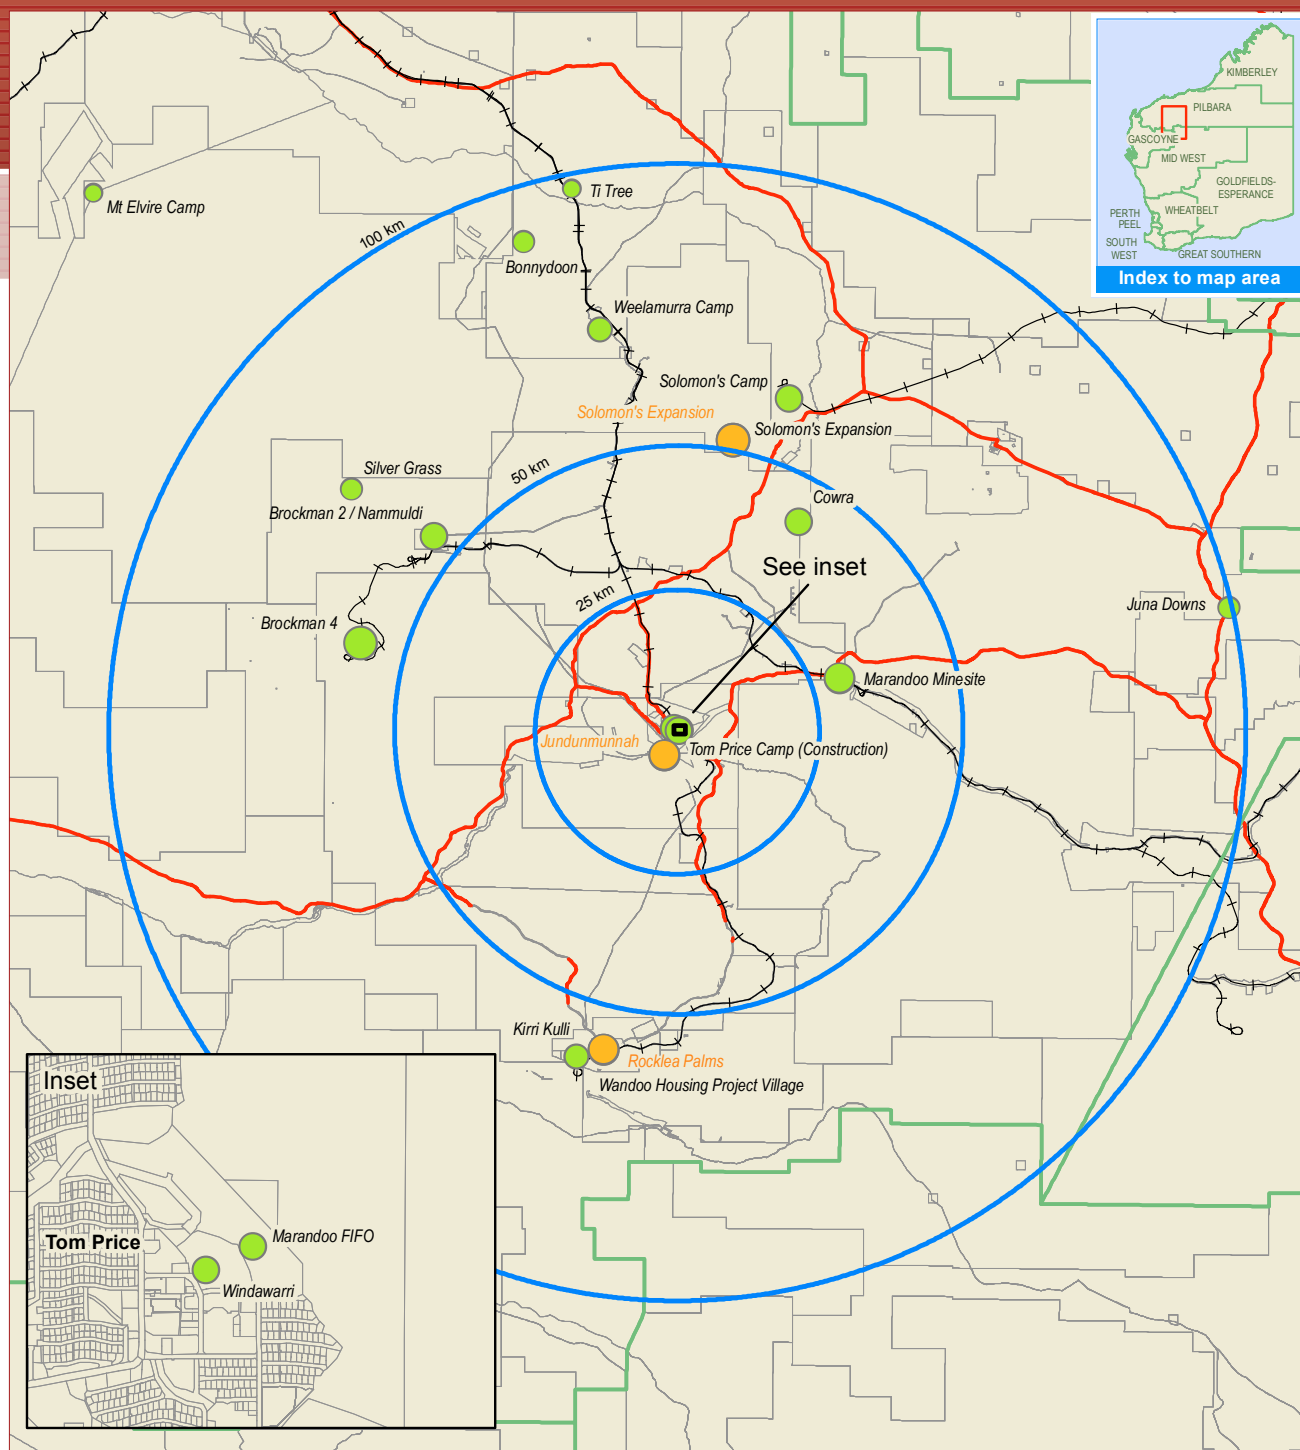 KIMBERLEY
PILBARA
GASCOYNE
MID WEST
GOLDFIELDS-
ESPERANCE
WHEATBELT
PERTH
PEEL
SOUTH
WEST
GREAT SOUTHERN
Index to map area
Mt Elvire Camp
Ti Tree
100 km
Bonnydoon
Weelamurra Camp
Solomon's Camp
Solomon's Expansion
Solomon's Expansion
50 km
Silver Grass
Brockman 2 / Nammuldi
Cowra
See inset
25 km
Juna Downs
Brockman 4
Marandoo Minesite
Jundunmunnah
Tom Price Camp (Construction)
Kirri Kulli
Rocklea Palms
Wandoo Housing Project Village
Inset
Marandoo FIFO
Tom Price
Windawarri